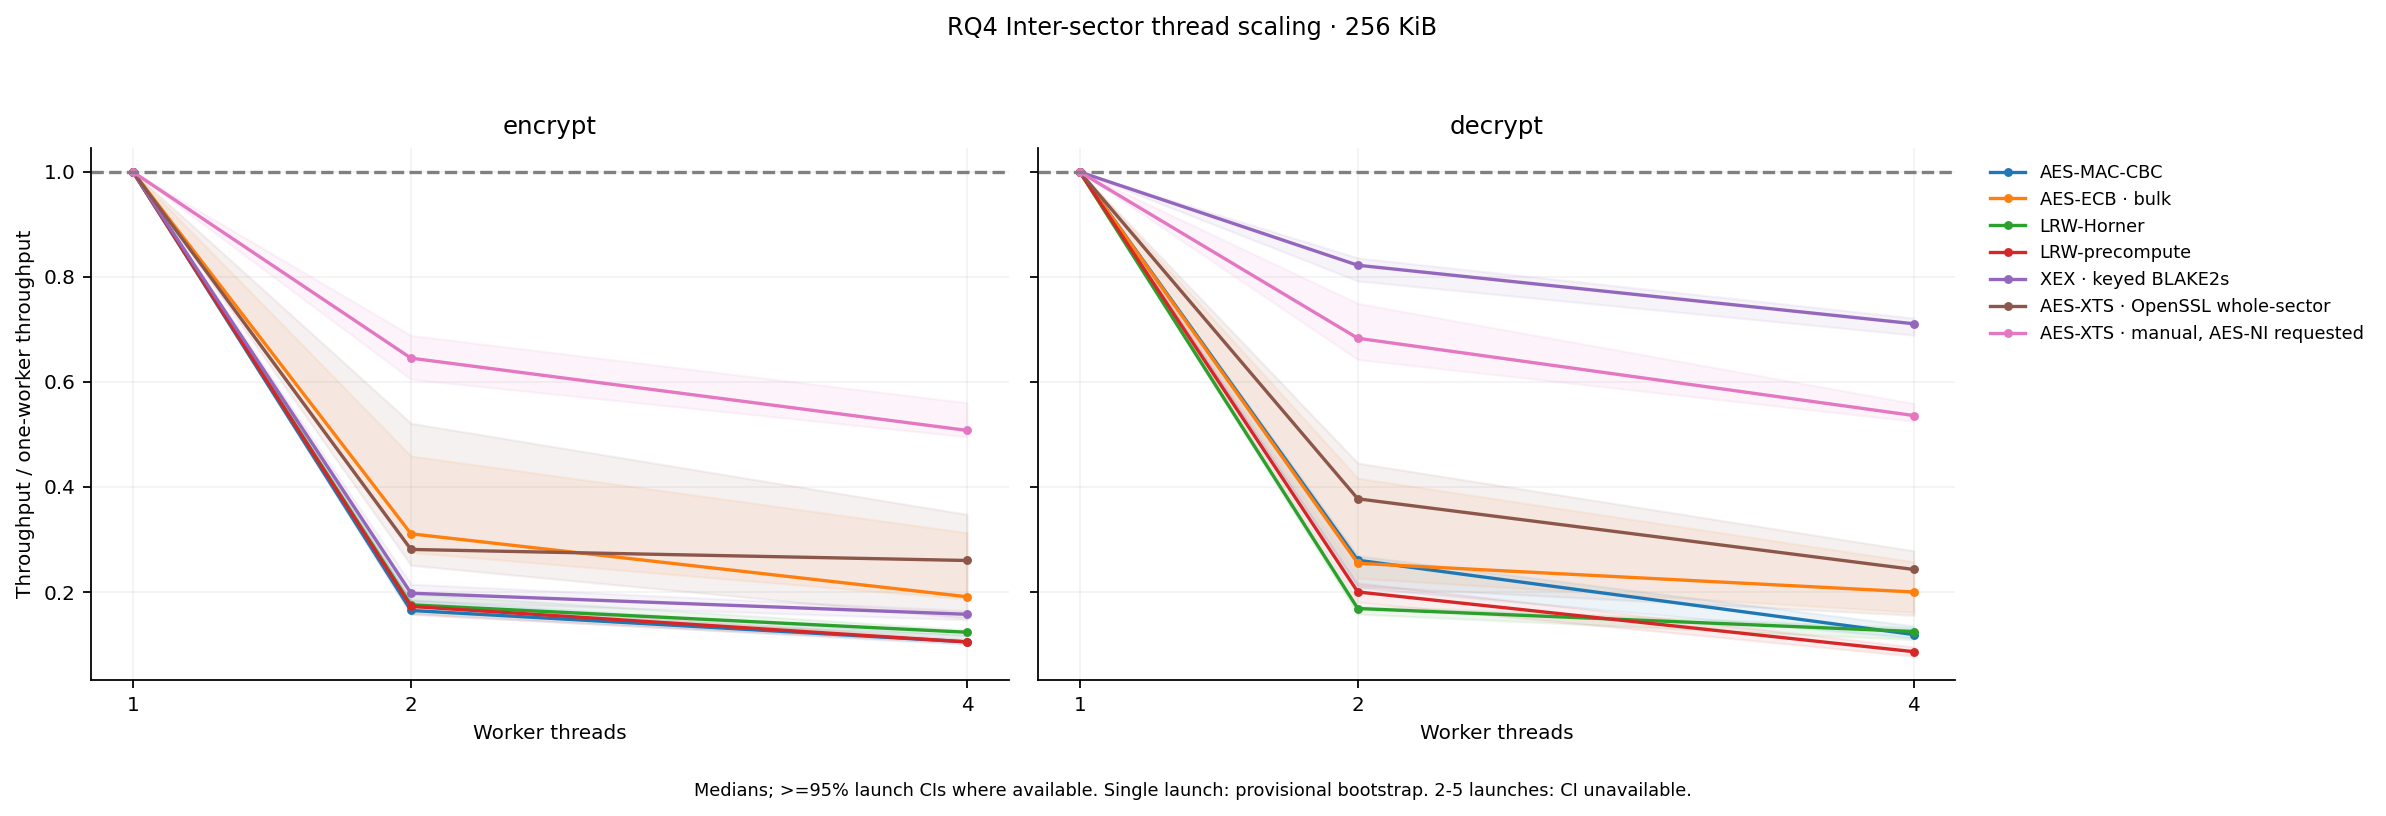 RQ4 Inter-sector thread scaling · 256 KiB
encrypt
decrypt
Throughput / one-worker throughput
1.0
0.8
0.6
0.4
0.2
1 2 4
1 2 4
Worker threads
Worker threads
AES-MAC-CBC
AES-ECB · bulk
LRW-Horner
LRW-precompute
XEX · keyed BLAKE2s
AES-XTS · OpenSSL whole-sector
AES-XTS · manual, AES-NI requested
Medians; >=95% launch CIs where available. Single launch: provisional bootstrap. 2-5 launches: CI unavailable.